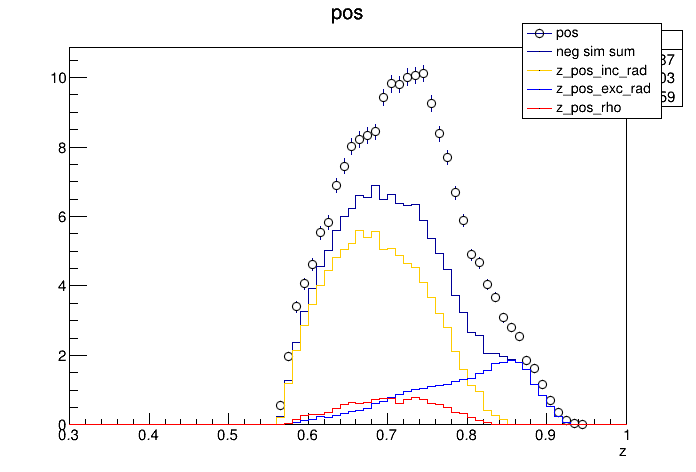 pos
pos
neg sim sum
z_pos_inc_rad
z_pos_exc_rad
z_pos_rho
37
03
59
10
8
6
4
2
0
0.3 0.4 0.5 0.6 0.7 0.8 0.9 1
z